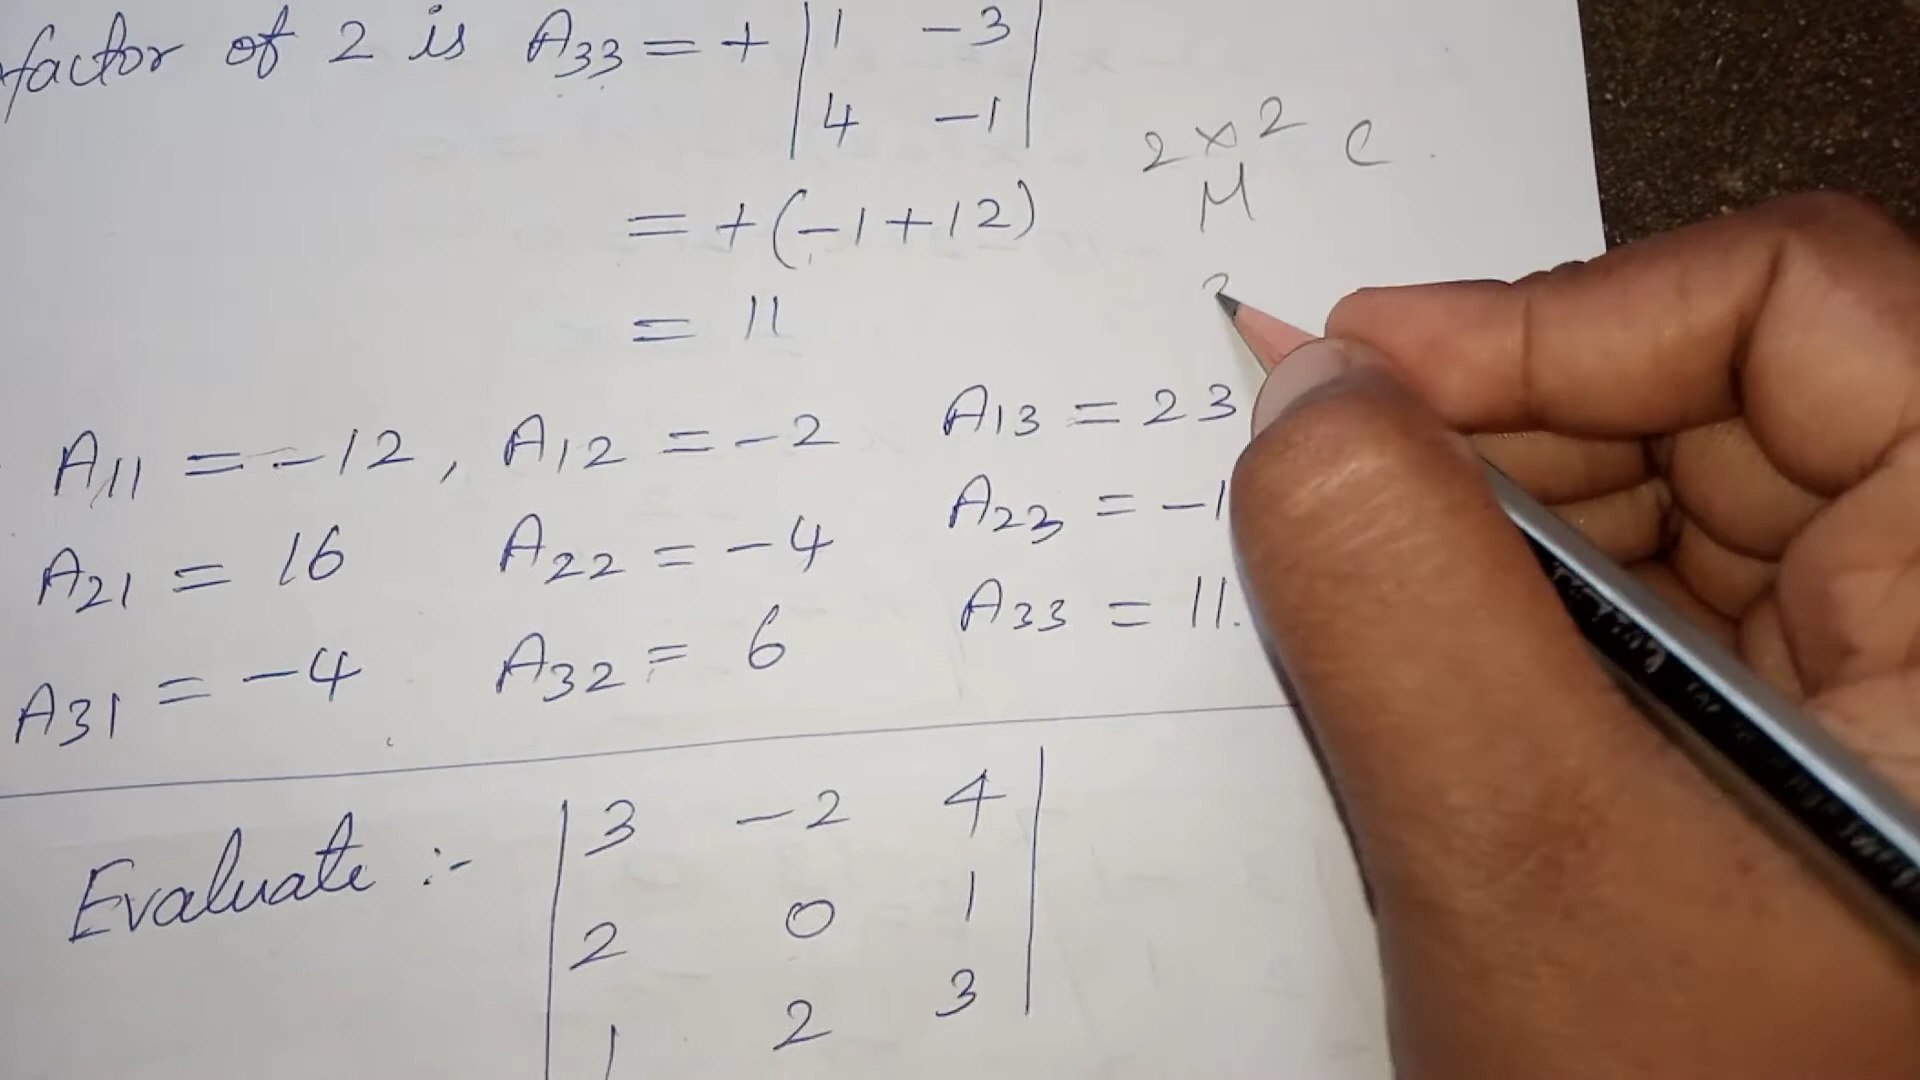 factor of 2 is A33 = + | 1 -3 |
| 4 -1 |
2 × 2 C
M
= + (-1 + 12)
= 11
A11 = -12, A12 = -2 A13 = 23
A21 = 16 A22 = -4 A23 = -1
A31 = -4 A32 = 6 A33 = 11.
Evaluate :- | 3 -2 4 |
| 2 0 1 |
| 1 2 3 |